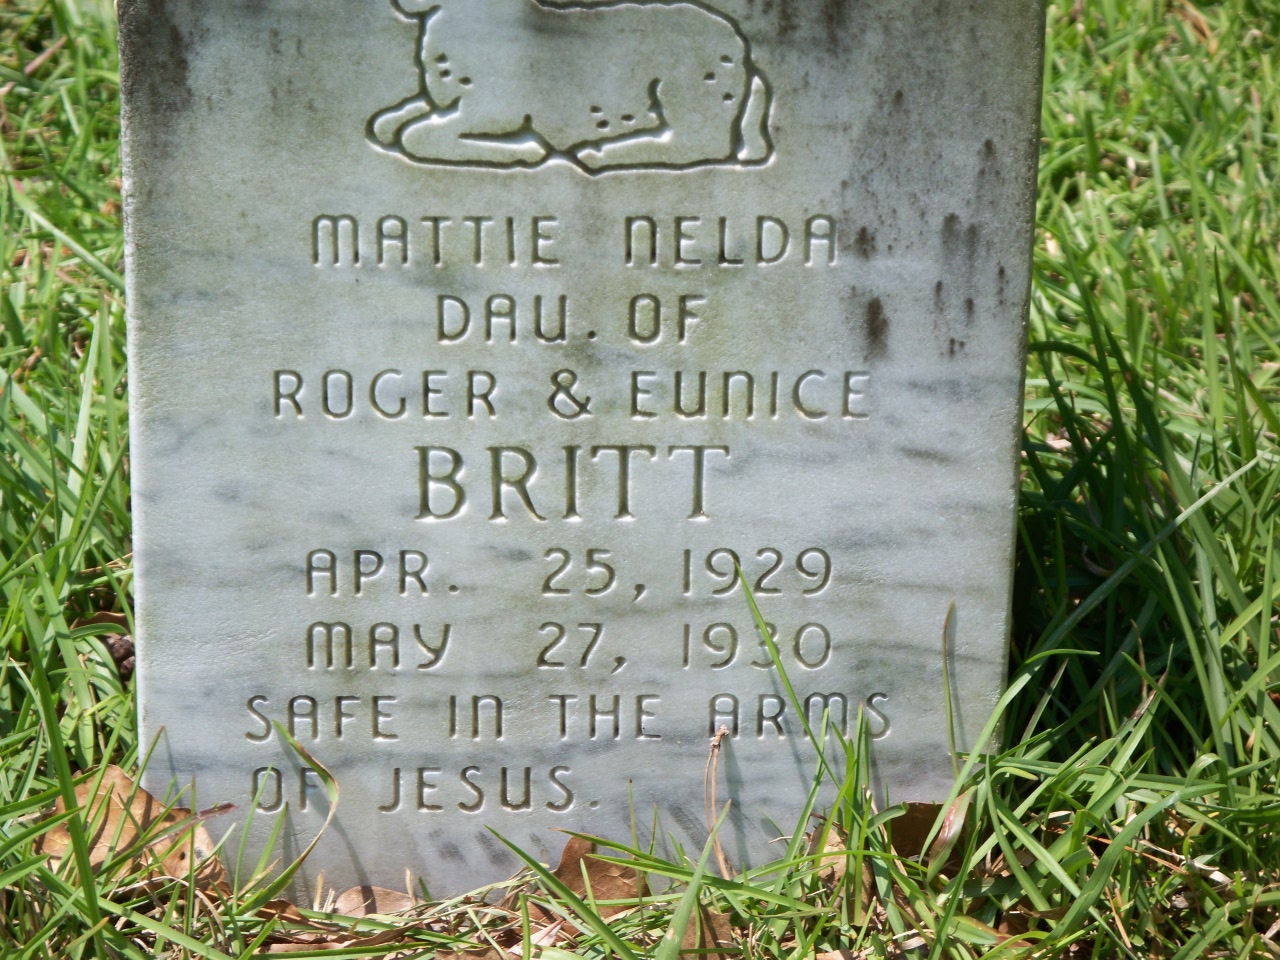 MATTIE NELDA
DAU. OF
ROGER & EUNICE
BRITT
APR. 25, 1929
MAY 27, 1930
SAFE IN THE ARMS
OF JESUS.